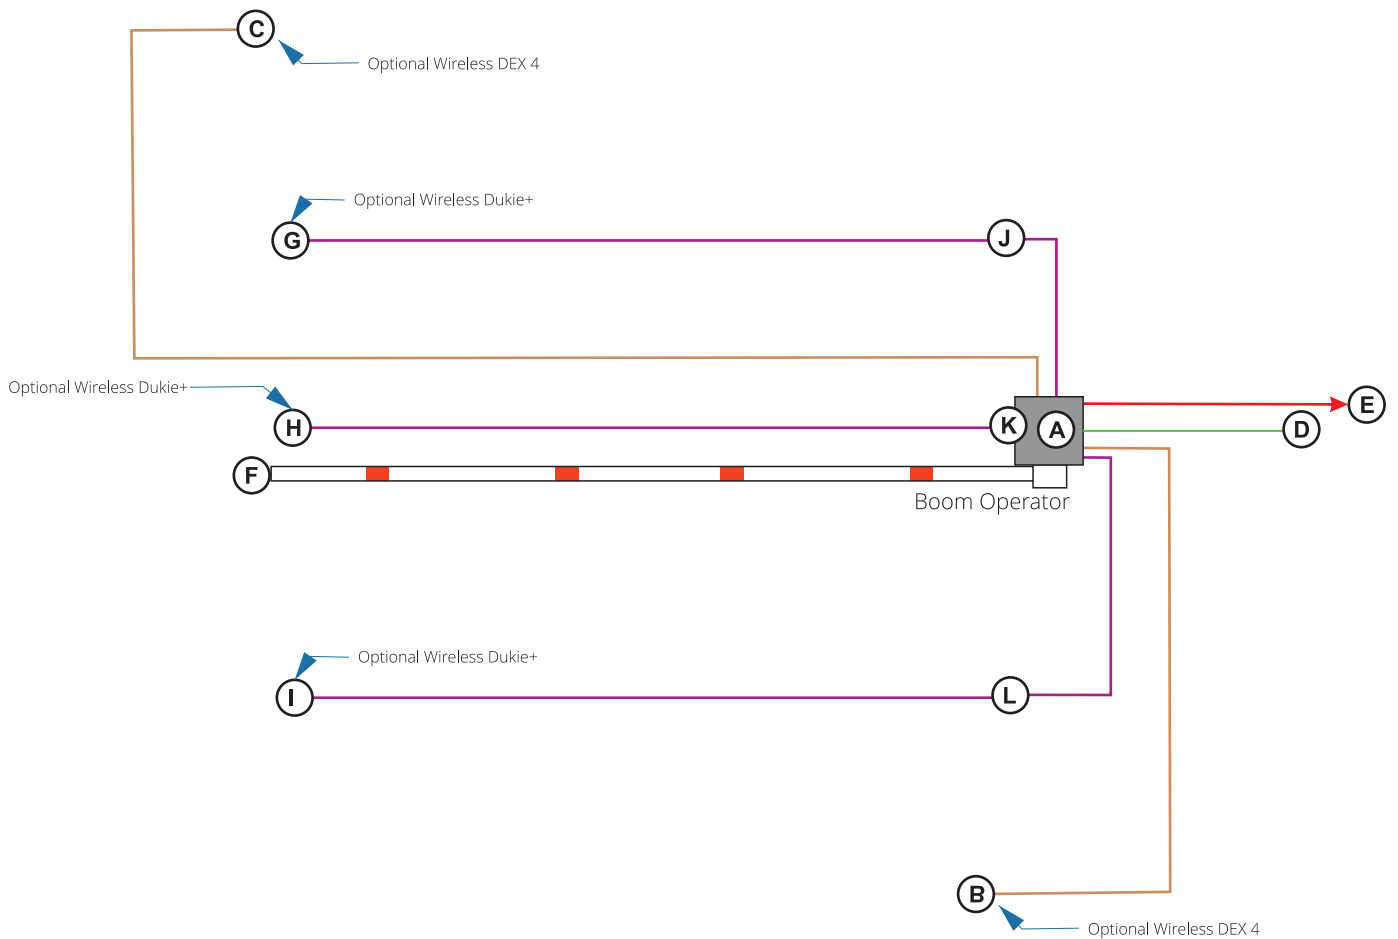 C
Optional Wireless DEX 4
Optional Wireless Dukie+
G
J
Optional Wireless Dukie+
E
H
K
A
D
F
Boom Operator
Optional Wireless Dukie+
I
L
B
Optional Wireless DEX 4